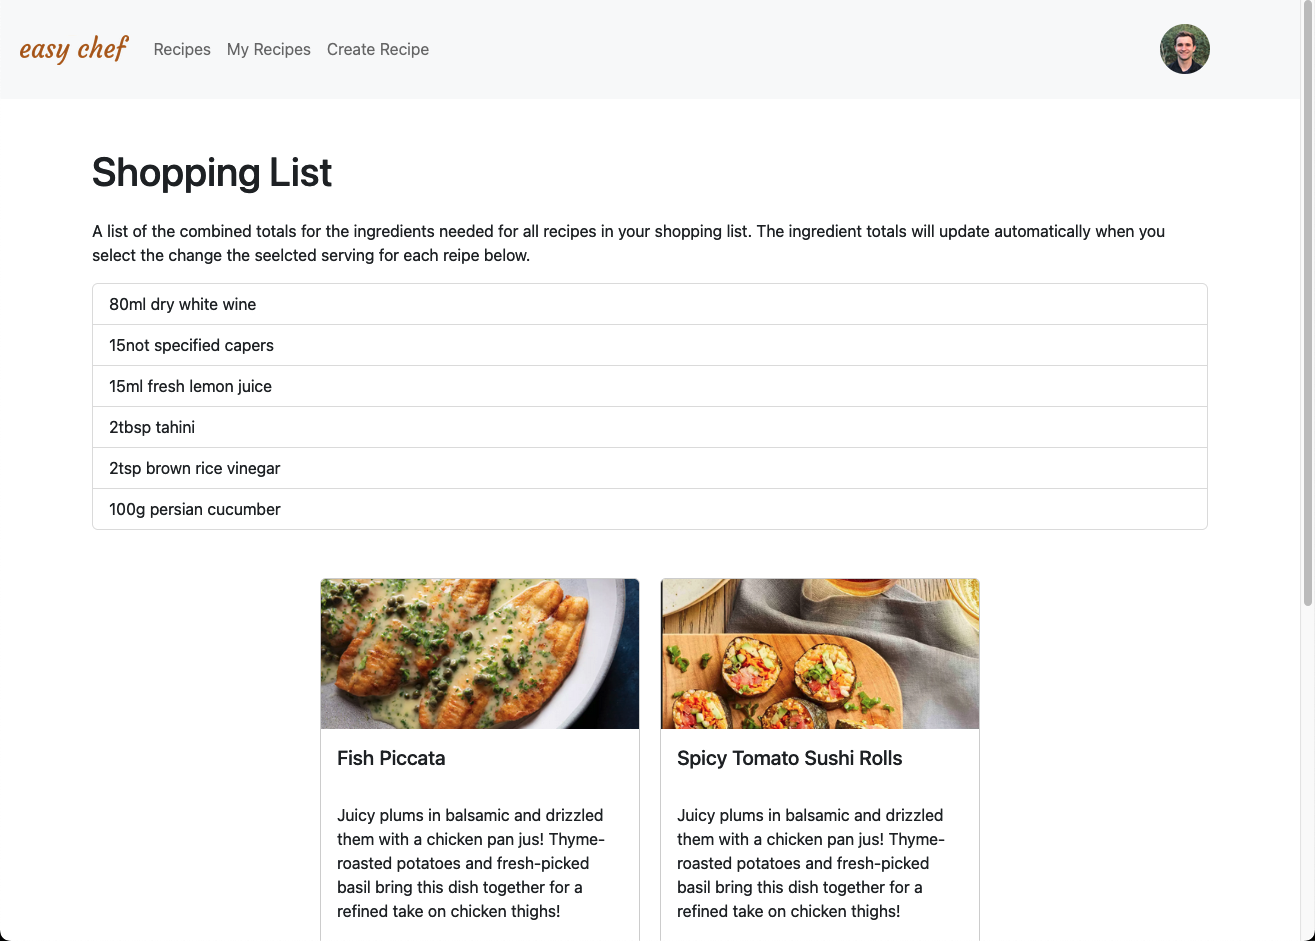 easy chef
Recipes My Recipes Create Recipe
Shopping List
A list of the combined totals for the ingredients needed for all recipes in your shopping list. The ingredient totals will update automatically when you
select the change the seelcted serving for each reipe below.
80ml dry white wine
15not specified capers
15ml fresh lemon juice
2tbsp tahini
2tsp brown rice vinegar
100g persian cucumber
Fish Piccata
Juicy plums in balsamic and drizzled
them with a chicken pan jus! Thyme-
roasted potatoes and fresh-picked
basil bring this dish together for a
refined take on chicken thighs!
Spicy Tomato Sushi Rolls
Juicy plums in balsamic and drizzled
them with a chicken pan jus! Thyme-
roasted potatoes and fresh-picked
basil bring this dish together for a
refined take on chicken thighs!